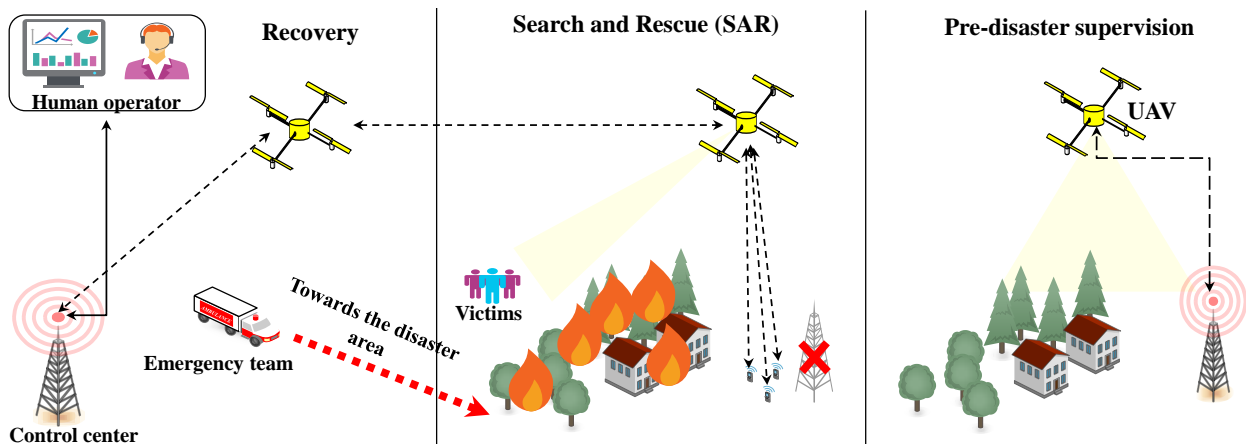 Recovery
Search and Rescue (SAR)
Pre-disaster supervision
Human operator
UAV
Victims
Towards the disaster
area
AMBULANCE
Emergency team
Control center